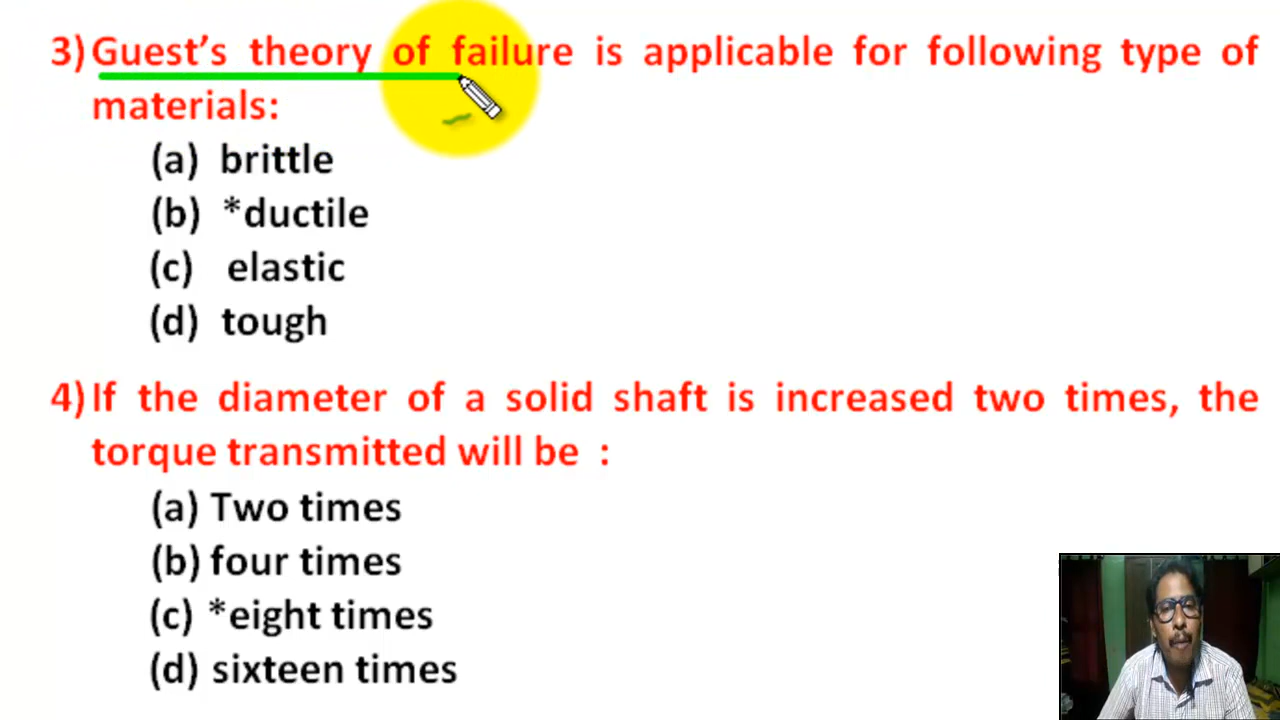 3) Guest's theory of failure is applicable for following type of
materials:
(a) brittle
(b) *ductile
(c) elastic
(d) tough
4) If the diameter of a solid shaft is increased two times, the
torque transmitted will be :
(a) Two times
(b) four times
(c) *eight times
(d) sixteen times